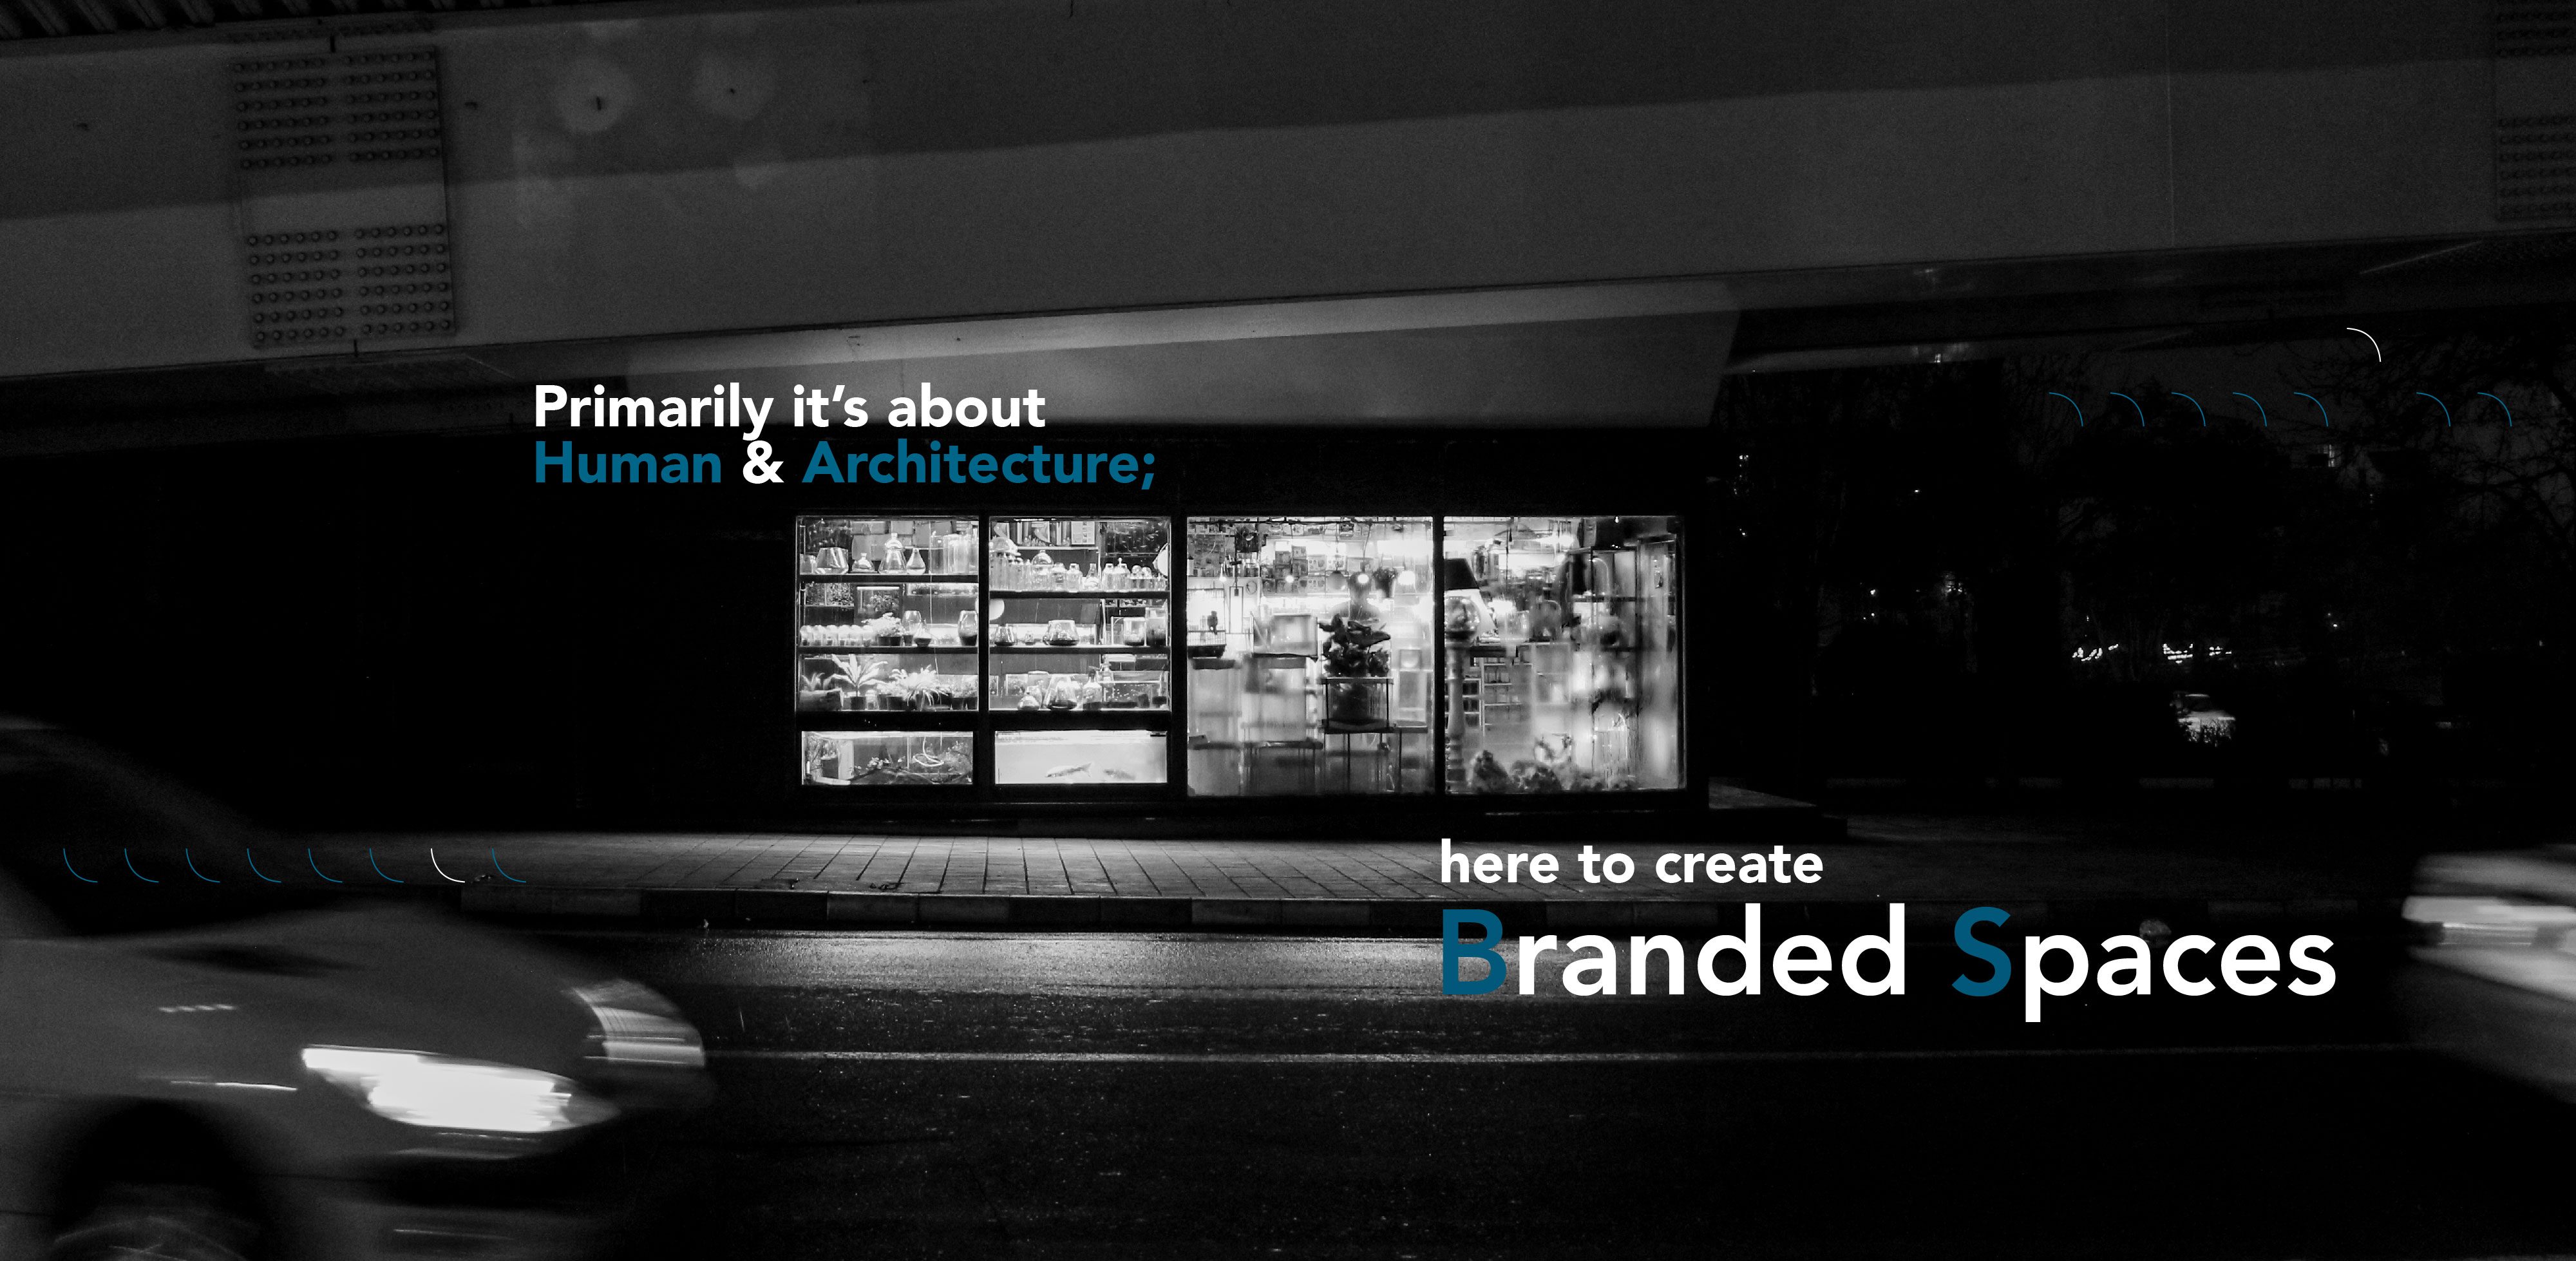 Primarily it’s about
Human & Architecture;
here to create
Branded Spaces